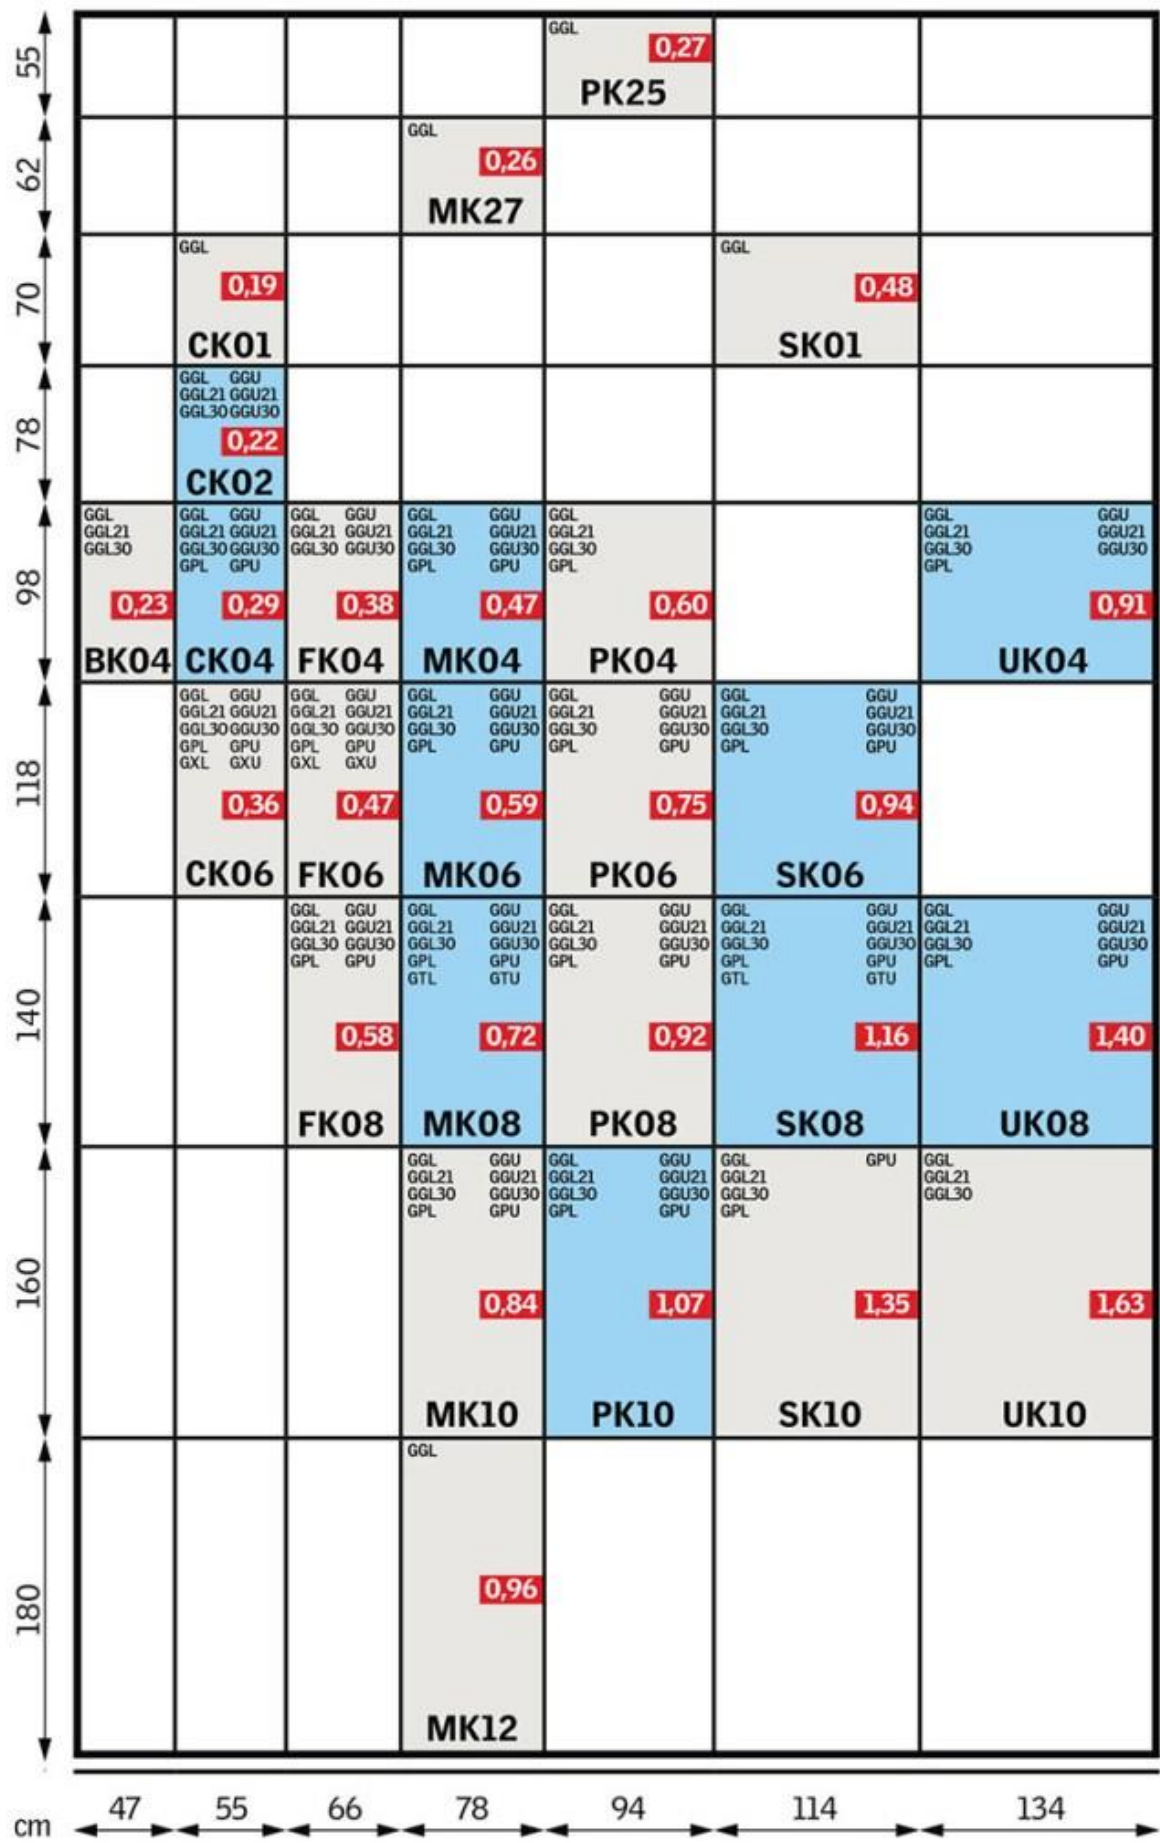 55
GGL
0,27
PK25
62
GGL
0,26
MK27
70
GGL
0,19
CK01
GGL
0,48
SK01
78
GGL GGU
GGL21 GGU21
GGL30 GGU30
0,22
CK02
98
GGL
GGL21
GGL30
0,23
BK04
GGL GGU
GGL21 GGU21
GGL30 GGU30
GPL GPU
0,29
CK04
GGL GGU
GGL21 GGU21
GGL30 GGU30
0,38
FK04
GGL GGU
GGL21 GGU21
GGL30 GGU30
GPL GPU
0,47
MK04
GGL
GGL21
GGL30
GPL
0,60
PK04
GGL GGU
GGL21 GGU21
GGL30 GGU30
GPL
0,91
UK04
118
GGL GGU
GGL21 GGU21
GGL30 GGU30
GPL GPU
GXL GXU
0,36
CK06
GGL GGU
GGL21 GGU21
GGL30 GGU30
GPL GPU
GXL GXU
0,47
FK06
GGL GGU
GGL21 GGU21
GGL30 GGU30
GPL GPU
0,59
MK06
GGL GGU
GGL21 GGU21
GGL30 GGU30
GPL GPU
0,75
PK06
GGL GGU
GGL21 GGU21
GGL30 GGU30
GPL GPU
0,94
SK06
140
GGL GGU
GGL21 GGU21
GGL30 GGU30
GPL GPU
0,58
FK08
GGL GGU
GGL21 GGU21
GGL30 GGU30
GPL GPU
GTL GTU
0,72
MK08
GGL GGU
GGL21 GGU21
GGL30 GGU30
GPL GPU
0,92
PK08
GGL GGU
GGL21 GGU21
GGL30 GGU30
GPL GPU
GTL GTU
1,16
SK08
GGL GGU
GGL21 GGU21
GGL30 GGU30
GPL GPU
1,40
UK08
160
GGL GGU
GGL21 GGU21
GGL30 GGU30
GPL GPU
0,84
MK10
GGL GGU
GGL21 GGU21
GGL30 GGU30
GPL GPU
1,07
PK10
GGL GPU
GGL21
GGL30
GPL
1,35
SK10
GGL
GGL21
GGL30
1,63
UK10
180
GGL
0,96
MK12
cm 47 55 66 78 94 114 134